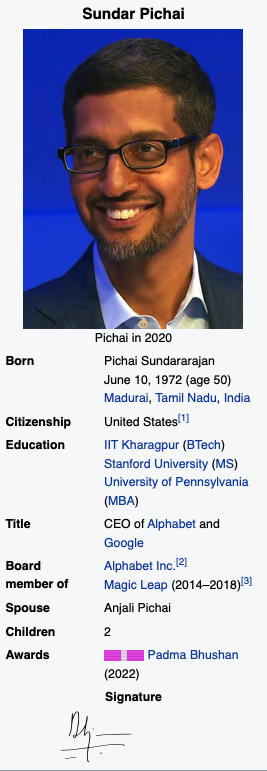 Sundar Pichai
Pichai in 2020
Born Pichai Sundararajan
June 10, 1972 (age 50)
Madurai, Tamil Nadu, India
Citizenship United States[1]
Education IIT Kharagpur (BTech)
Stanford University (MS)
University of Pennsylvania
(MBA)
Title CEO of Alphabet and
Google
Board Alphabet Inc.[2]
member of Magic Leap (2014–2018)[3]
Spouse Anjali Pichai
Children 2
Awards Padma Bhushan
(2022)
Signature